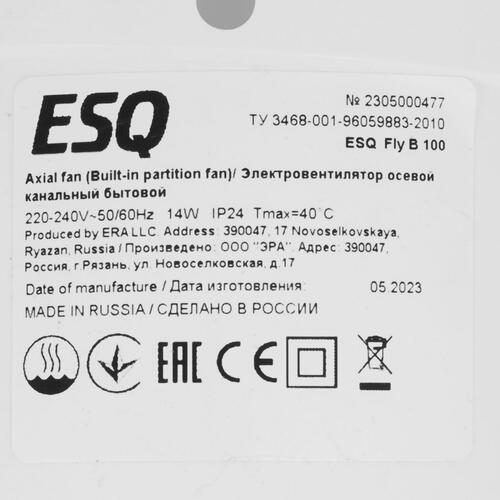 ESQ
№ 2305000477
ТУ 3468-001-96059883-2010
ESQ Fly B 100
Axial fan (Built-in partition fan)/ Электровентилятор осевой
канальный бытовой
220-240V~50/60Hz 14W IP24 Tmax=40°C
Produced by ERA LLC. Address: 390047, 17 Novoselkovskaya,
Ryazan, Russia / Произведено: ООО "ЭРА". Адрес: 390047,
Россия, г.Рязань, ул. Новоселковская, д.17
Date of manufacture / Дата изготовления: 05.2023
MADE IN RUSSIA / СДЕЛАНО В РОССИИ
EAC CE